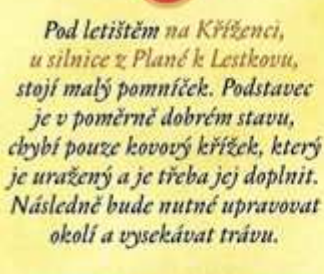 Pod letištěm na Kříženci,
u silnice z Plané k Lestkovu,
stojí malý pomníček. Podstavec
je v poměrně dobrém stavu,
chybí pouze kovový křížek, který
je uražený a je třeba jej doplnit.
Následně bude nutné upravovat
okolí a vysekávat trávu.